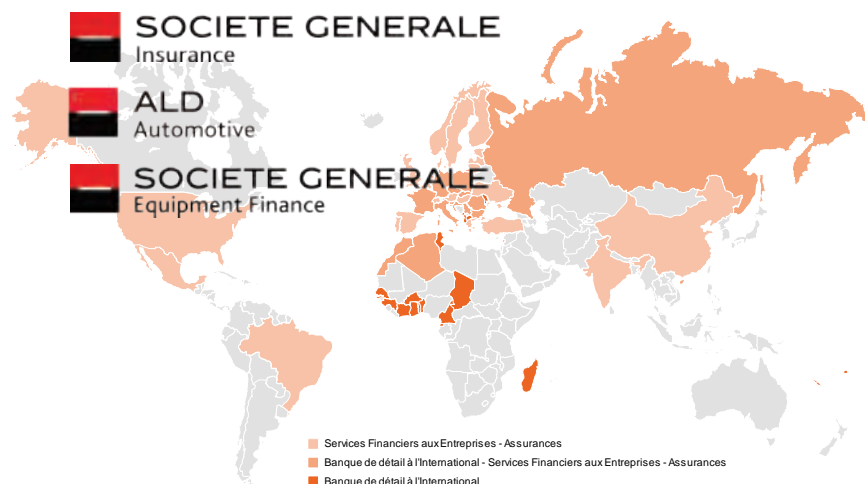 SOCIETE GENERALE
Insurance
ALD
Automotive
SOCIETE GENERALE
Equipment Finance
Services Financiers aux Entreprises - Assurances
Banque de détail à l'International - Services Financiers aux Entreprises - Assurances
Banque de détail à l'International